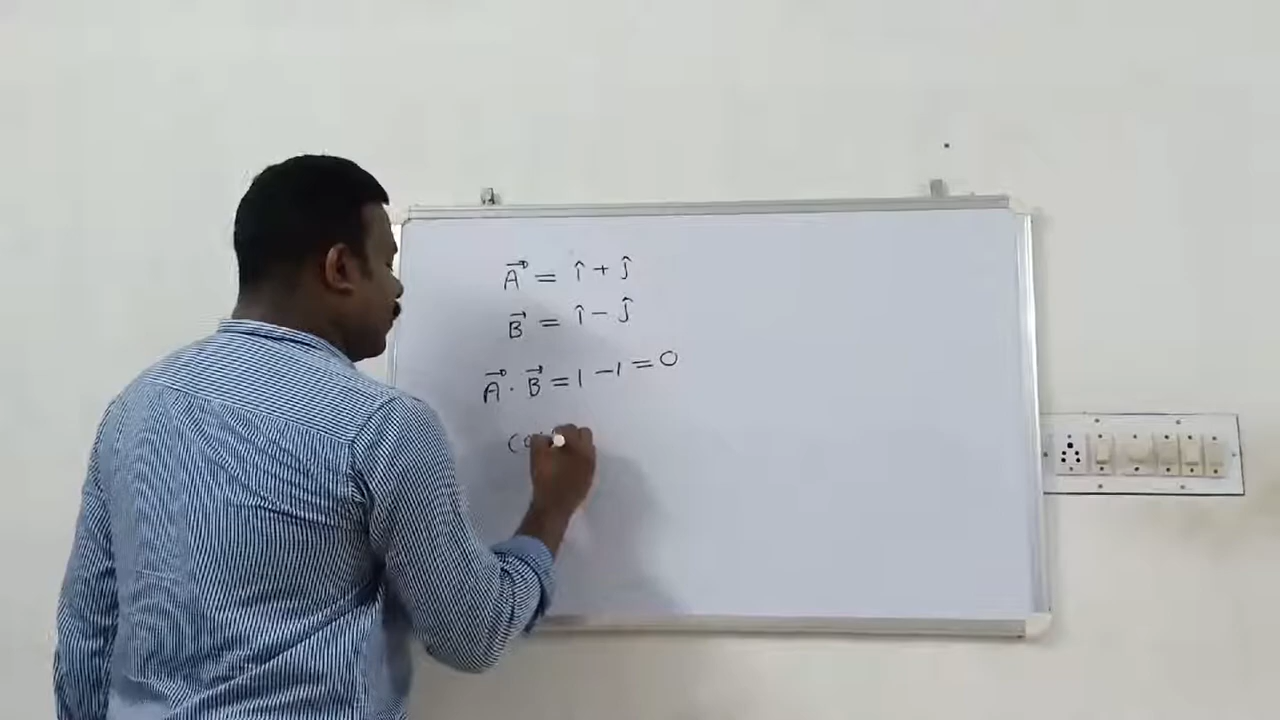 A⃗ = î + ĵ
B⃗ = î - ĵ
A⃗ · B⃗ = 1 - 1 = 0